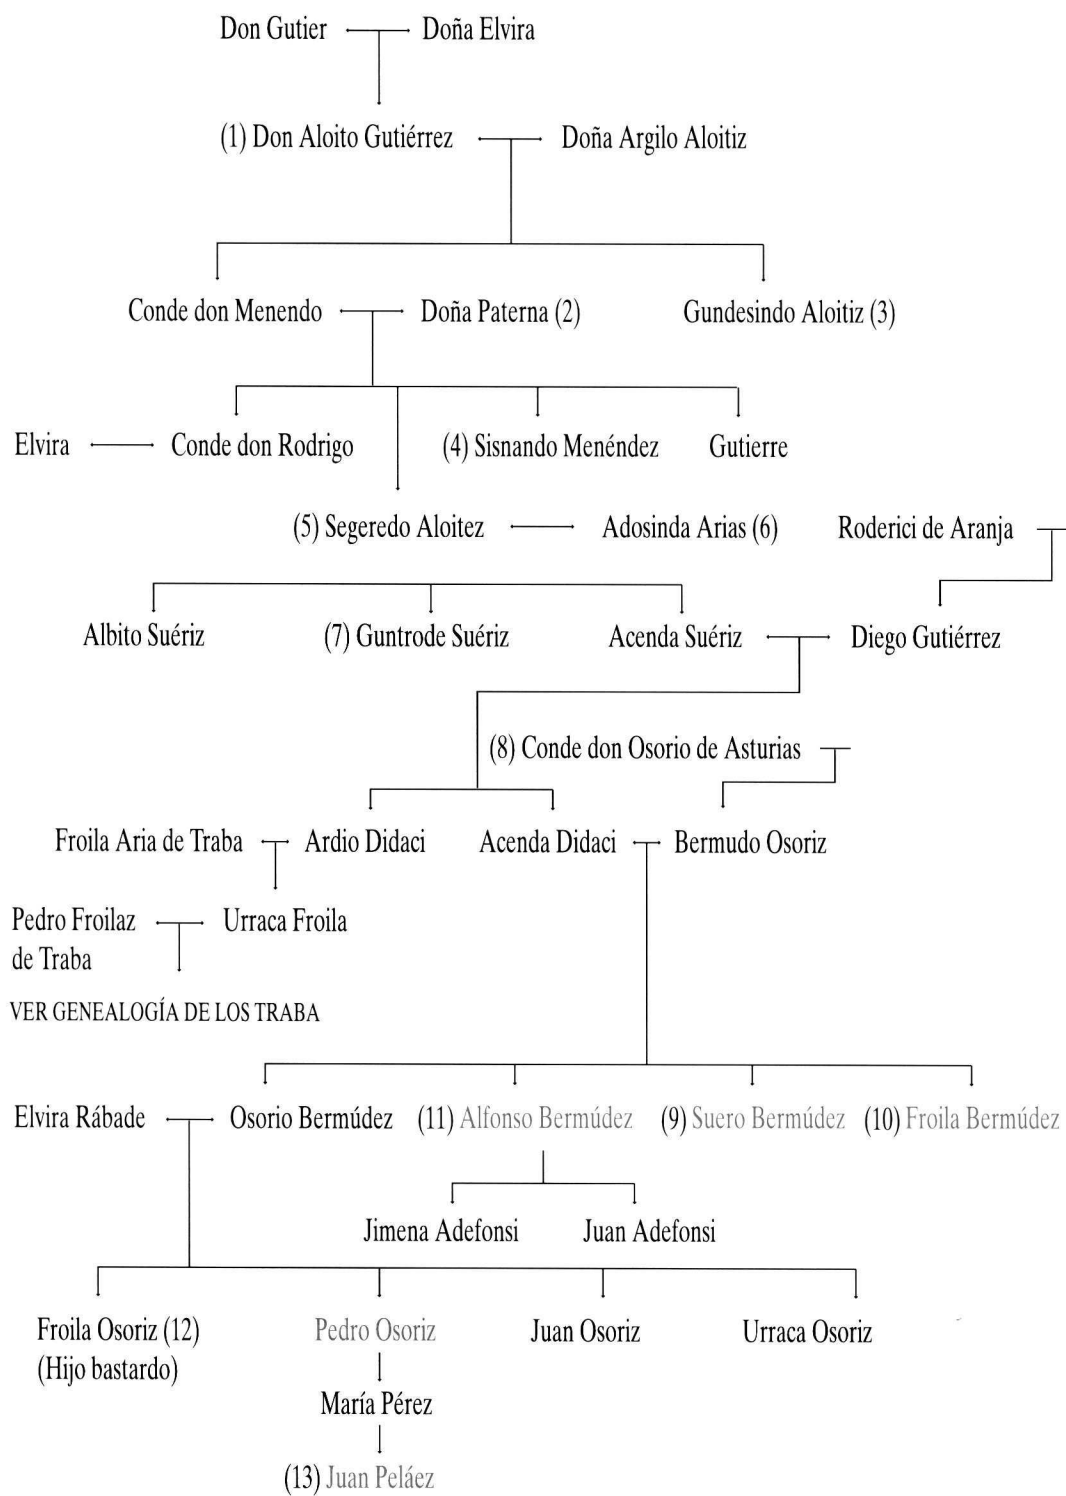 Don Gutier Doña Elvira
(1) Don Aloito Gutiérrez Doña Argilo Aloitiz
Conde don Menendo Doña Paterna (2) Gundesindo Aloitiz (3)
Elvira Conde don Rodrigo (4) Sisnando Menéndez Gutierre
(5) Segeredo Aloitez Adosinda Arias (6) Roderici de Aranja
Albito Suériz (7) Guntrode Suériz Acenda Suériz Diego Gutiérrez
(8) Conde don Osorio de Asturias
Froila Aria de Traba Ardio Didaci Acenda Didaci Bermudo Osoriz
Pedro Froilaz Urraca Froila
de Traba
VER GENEALOGÍA DE LOS TRABA
Elvira Rábade Osorio Bermúdez (11) Alfonso Bermúdez (9) Suero Bermúdez (10) Froila Bermúdez
Jimena Adefonsi Juan Adefonsi
Froila Osoriz (12) Pedro Osoriz Juan Osoriz Urraca Osoriz
(Hijo bastardo)
María Pérez
(13) Juan Peláez